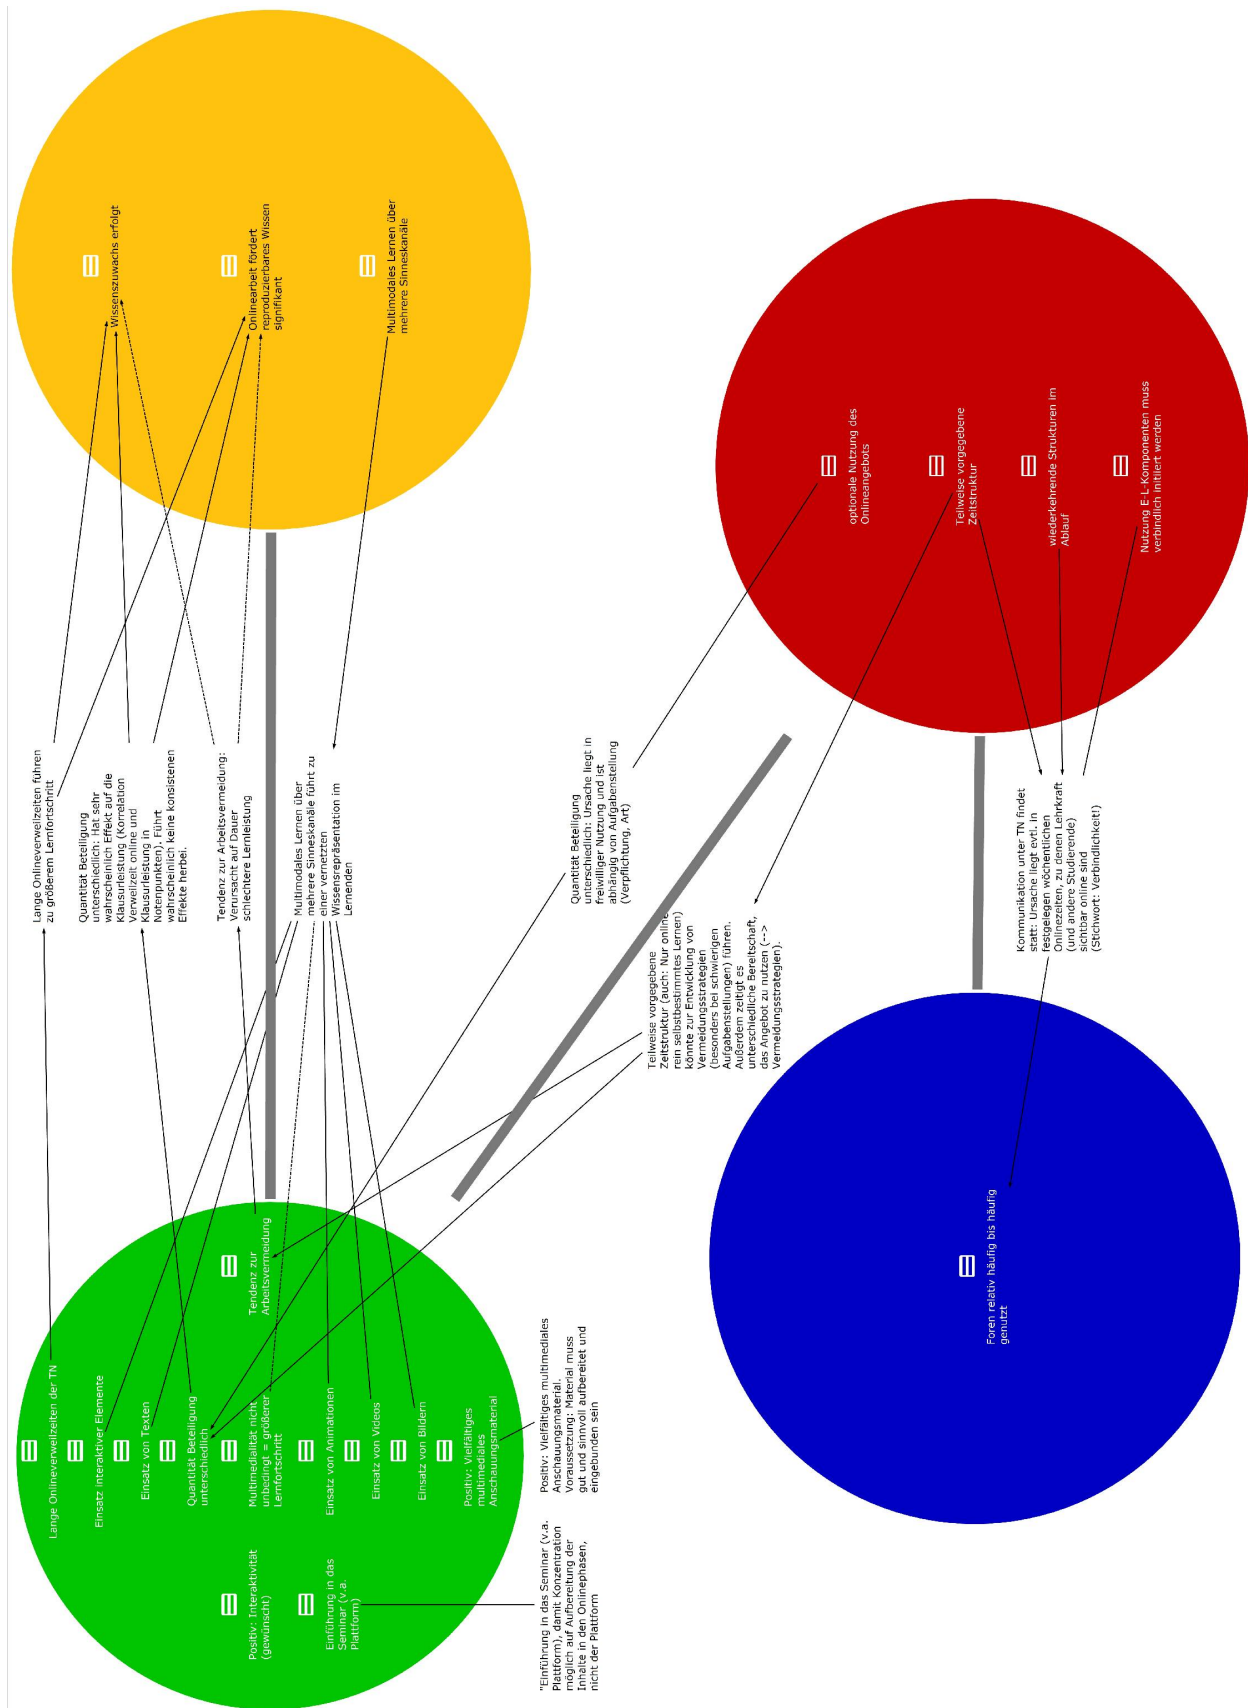 Lange Onlineverweilzeiten der TN
Einsatz interaktiver Elemente
Einsatz von Texten
Quantität Beteiligung
unterschiedlich
Multimedialität nicht
unbedingt = größerer
Lernfortschritt
Einsatz von Animationen
Einsatz von Videos
Einsatz von Bildern
Positiv: Vielfältiges
multimediales
Anschauungsmaterial
Positiv: Interaktivität
(gewünscht)
Einführung in das
Seminar (v.a.
Plattform)
Tendenz zur
Arbeitsvermeidung
"Einführung in das Seminar (v.a.
Plattform), damit Konzentration
möglich auf Aufbereitung der
Inhalte in den Onlinephasen,
nicht der Plattform
Positiv: Vielfältiges multimediales
Anschauungsmaterial.
Voraussetzung: Material muss
gut und sinnvoll aufbereitet und
eingebunden sein
Lange Onlineverweilzeiten führen
zu größerem Lernfortschritt
Quantität Beteiligung
unterschiedlich: Hat sehr
wahrscheinlich Effekt auf die
Klausurleistung (Korrelation
Verweilzeit online und
Klausurleistung in
Notenpunkten). Führt
wahrscheinlich keine konsistenen
Effekte herbei.
Tendenz zur Arbeitsvermeidung:
Verursacht auf Dauer
schlechtere Lernleistung
Multimodales Lernen über
mehrere Sinneskanäle führt zu
einer vernetzten
Wissensrepräsentation im
Lernenden
Wissenszuwachs erfolgt
Onlinearbeit fördert
reproduzierbares Wissen
signifikant
Multimodales Lernen über
mehrere Sinneskanäle
Quantität Beteiligung
unterschiedlich: Ursache liegt in
freiwilliger Nutzung und ist
abhängig von Aufgabenstellung
(Verpflichtung, Art)
Teilweise vorgegebene
Zeitstruktur (auch: Nur online
rein selbstbestimmtes Lernen)
könnte zur Entwicklung von
Vermeidungsstrategien
(besonders bei schwierigen
Aufgabenstellungen) führen.
Außerdem zeitigt es
unterschiedliche Bereitschaft,
das Angebot zu nutzen (-->
Vermeidungsstrategien).
Kommunikation unter TN findet
statt: Ursache liegt evtl. in
festgelegen wöchentlichen
Onlinezeiten, zu denen Lehrkraft
(und andere Studierende)
sichtbar online sind
(Stichwort: Verbindlichkeit!)
optionale Nutzung des
Onlineangebots
Teilweise vorgegebene
Zeitstruktur
wiederkehrende Strukturen im
Ablauf
Nutzung E-L-Komponenten muss
verbindlich initiiert werden
Foren relativ häufig bis häufig
genutzt